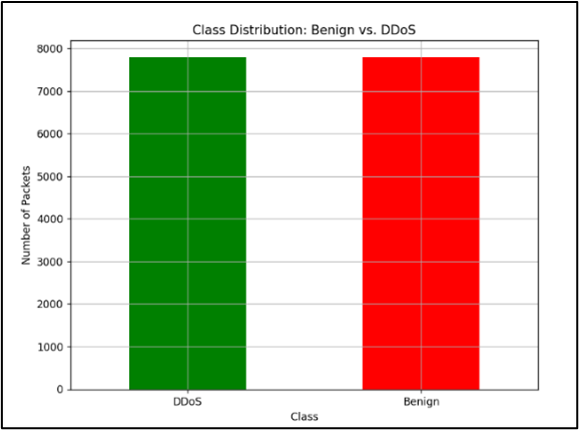 Class Distribution: Benign vs. DDoS
Number of Packets
8000
7000
6000
5000
4000
3000
2000
1000
0
DDoS Benign
Class